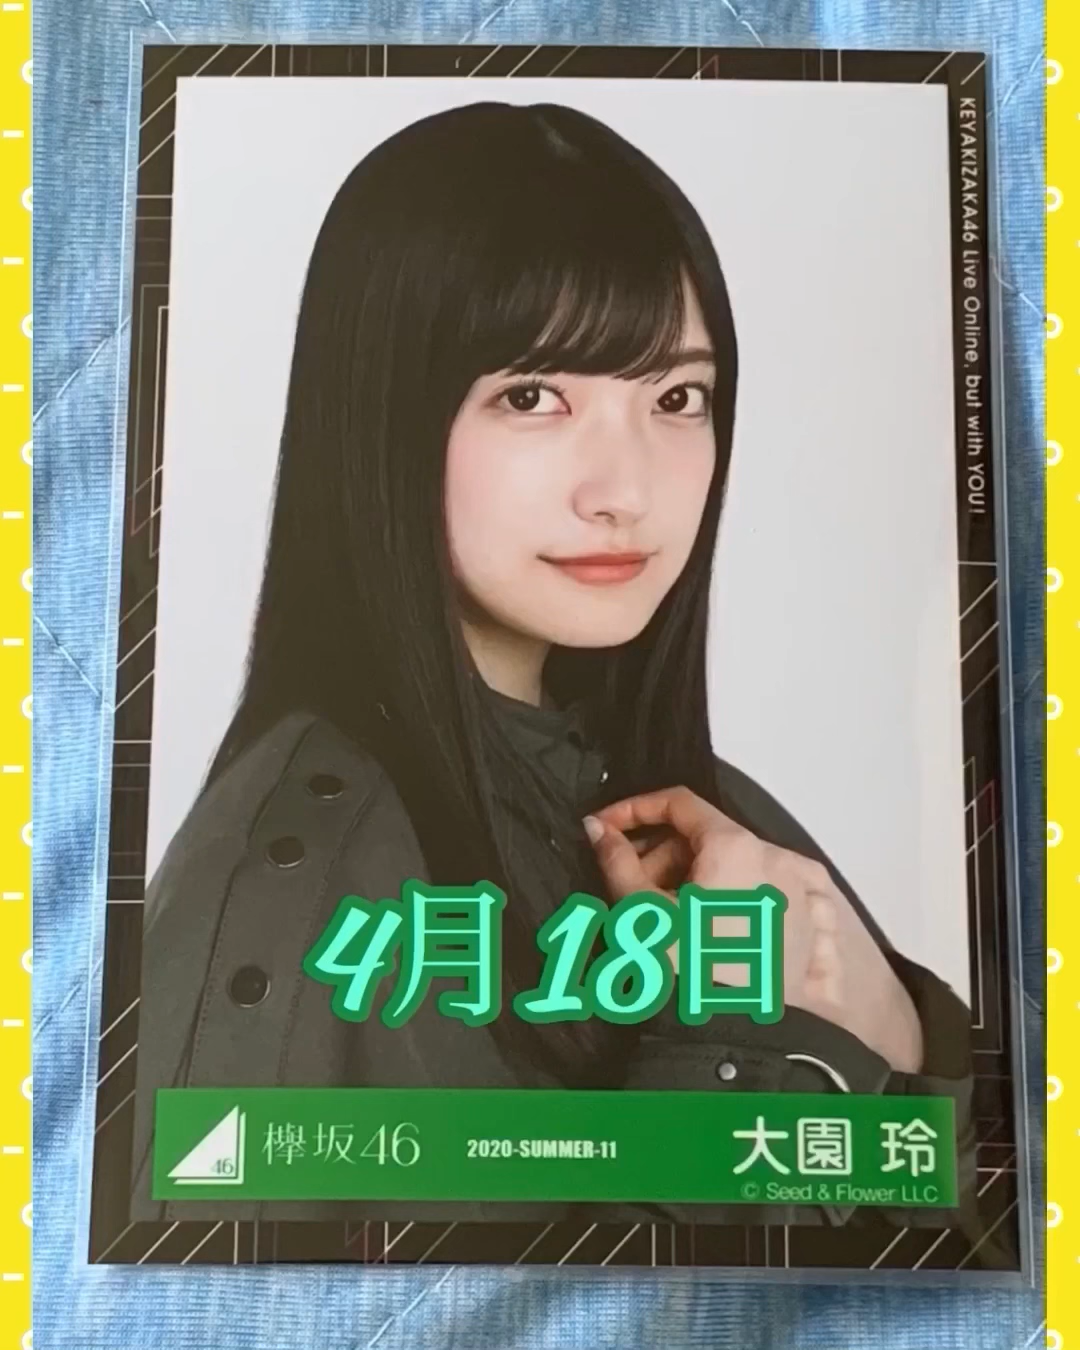 KEYAKIZAKA46 Live Online, but with YOU!
4月18日
46 欅坂46 2020-SUMMER-11 大園 玲
© Seed & Flower LLC